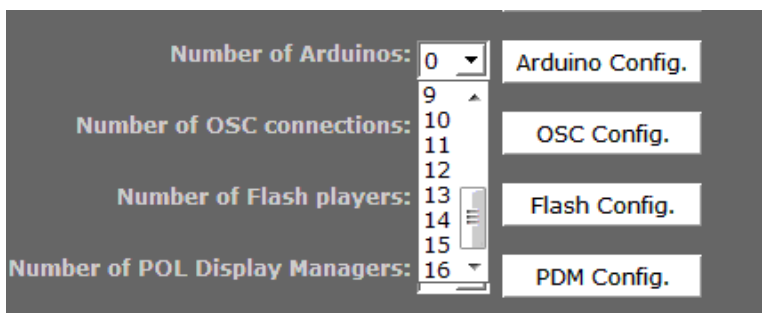 Number of Arduinos: 0 Arduino Config.
9
Number of OSC connections: 10 OSC Config.
11
12
Number of Flash players: 13 Flash Config.
14
15
Number of POL Display Managers: 16 PDM Config.